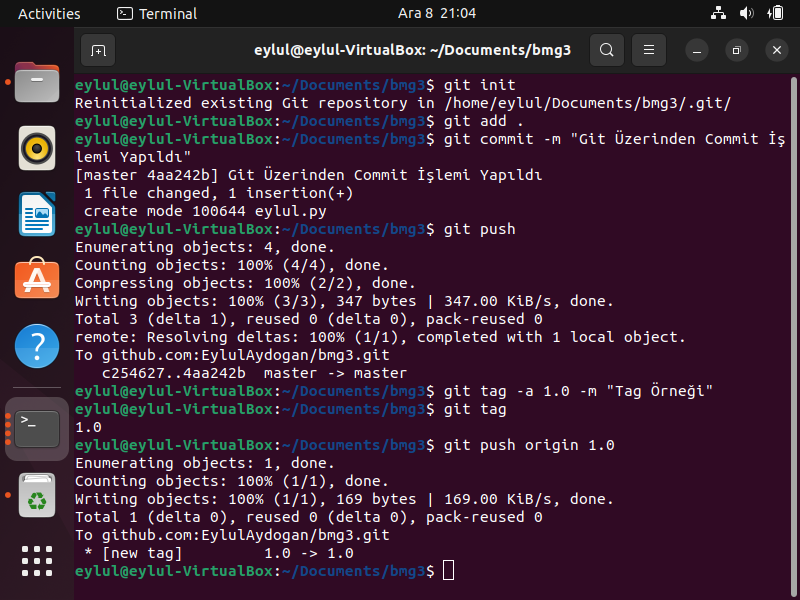 Activities
Terminal
Ara 8 21:04
eylul@eylul-VirtualBox: ~/Documents/bmg3
eylul@eylul-VirtualBox:~/Documents/bmg3$ git init
Reinitialized existing Git repository in /home/eylul/Documents/bmg3/.git/
eylul@eylul-VirtualBox:~/Documents/bmg3$ git add .
eylul@eylul-VirtualBox:~/Documents/bmg3$ git commit -m "Git Üzerinden Commit İş
lemi Yapıldı"
[master 4aa242b] Git Üzerinden Commit İşlemi Yapıldı
 1 file changed, 1 insertion(+)
 create mode 100644 eylul.py
eylul@eylul-VirtualBox:~/Documents/bmg3$ git push
Enumerating objects: 4, done.
Counting objects: 100% (4/4), done.
Compressing objects: 100% (2/2), done.
Writing objects: 100% (3/3), 347 bytes | 347.00 KiB/s, done.
Total 3 (delta 1), reused 0 (delta 0), pack-reused 0
remote: Resolving deltas: 100% (1/1), completed with 1 local object.
To github.com:EylulAydogan/bmg3.git
   c254627..4aa242b  master -> master
eylul@eylul-VirtualBox:~/Documents/bmg3$ git tag -a 1.0 -m "Tag Örneği"
eylul@eylul-VirtualBox:~/Documents/bmg3$ git tag
1.0
eylul@eylul-VirtualBox:~/Documents/bmg3$ git push origin 1.0
Enumerating objects: 1, done.
Counting objects: 100% (1/1), done.
Writing objects: 100% (1/1), 169 bytes | 169.00 KiB/s, done.
Total 1 (delta 0), reused 0 (delta 0), pack-reused 0
To github.com:EylulAydogan/bmg3.git
 * [new tag]         1.0 -> 1.0
eylul@eylul-VirtualBox:~/Documents/bmg3$